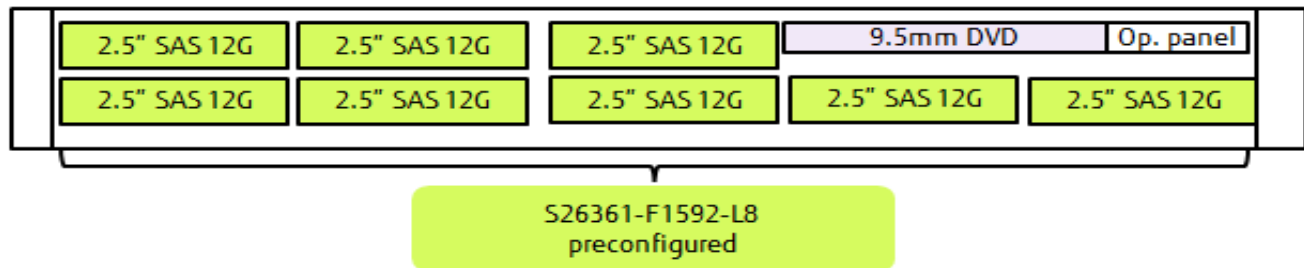 2.5” SAS 12G 2.5” SAS 12G 2.5” SAS 12G 9.5mm DVD Op. panel
2.5” SAS 12G 2.5” SAS 12G 2.5” SAS 12G 2.5” SAS 12G 2.5” SAS 12G
S26361-F1592-L8
preconfigured